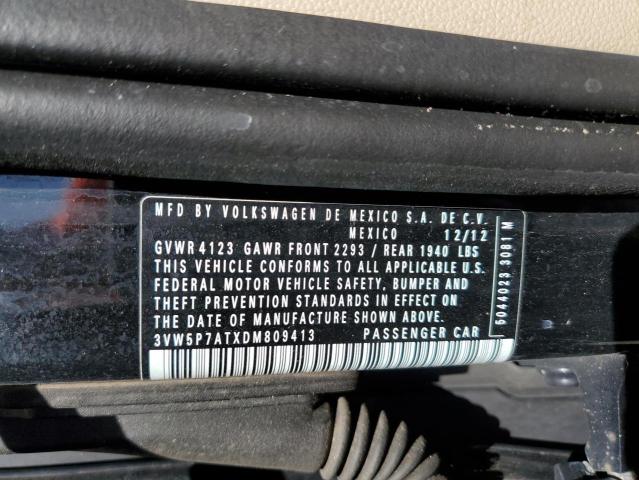 MFD BY VOLKSWAGEN DE MEXICO S.A. DE C.V.
MEXICO 12/12
GVWR 4123 GAWR FRONT 2293 / REAR 1940 LBS
THIS VEHICLE CONFORMS TO ALL APPLICABLE U.S.
FEDERAL MOTOR VEHICLE SAFETY, BUMPER AND
THEFT PREVENTION STANDARDS IN EFFECT ON
THE DATE OF MANUFACTURE SHOWN ABOVE.
3VW5P7ATXDM809413 PASSENGER CAR
5044023 3081 M